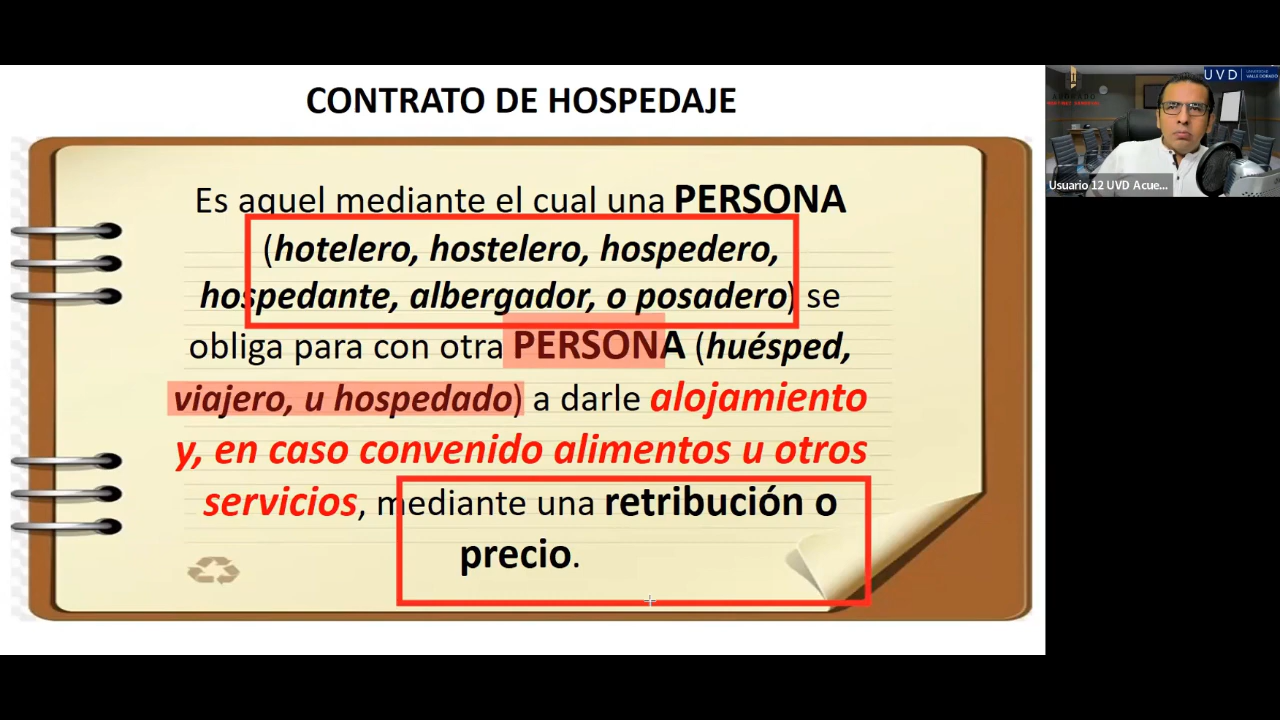 CONTRATO DE HOSPEDAJE
Es aquel mediante el cual una PERSONA
(hotelero, hostelero, hospedero,
hospedante, albergador, o posadero) se
obliga para con otra PERSONA (huésped,
viajero, u hospedado) a darle alojamiento
y, en caso convenido alimentos u otros
servicios, mediante una retribución o
precio.
UVD
Usuario 12 UVD Acue...